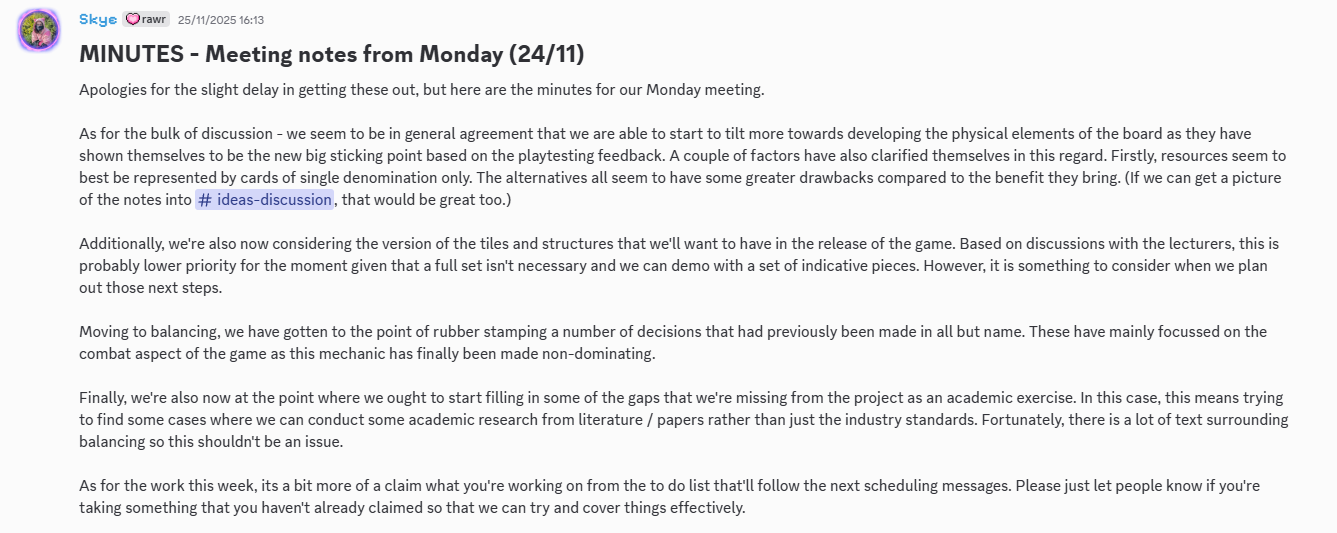 Skye rawr 25/11/2025 16:13
MINUTES - Meeting notes from Monday (24/11)
Apologies for the slight delay in getting these out, but here are the minutes for our Monday meeting.
As for the bulk of discussion - we seem to be in general agreement that we are able to start to tilt more towards developing the physical elements of the board as they have
shown themselves to be the new big sticking point based on the playtesting feedback. A couple of factors have also clarified themselves in this regard. Firstly, resources seem to
best be represented by cards of single denomination only. The alternatives all seem to have some greater drawbacks compared to the benefit they bring. (If we can get a picture
of the notes into # ideas-discussion, that would be great too.)
Additionally, we're also now considering the version of the tiles and structures that we'll want to have in the release of the game. Based on discussions with the lecturers, this is
probably lower priority for the moment given that a full set isn't necessary and we can demo with a set of indicative pieces. However, it is something to consider when we plan
out those next steps.
Moving to balancing, we have gotten to the point of rubber stamping a number of decisions that had previously been made in all but name. These have mainly focussed on the
combat aspect of the game as this mechanic has finally been made non-dominating.
Finally, we're also now at the point where we ought to start filling in some of the gaps that we're missing from the project as an academic exercise. In this case, this means trying
to find some cases where we can conduct some academic research from literature / papers rather than just the industry standards. Fortunately, there is a lot of text surrounding
balancing so this shouldn't be an issue.
As for the work this week, its a bit more of a claim what you're working on from the to do list that'll follow the next scheduling messages. Please just let people know if you're
taking something that you haven't already claimed so that we can try and cover things effectively.